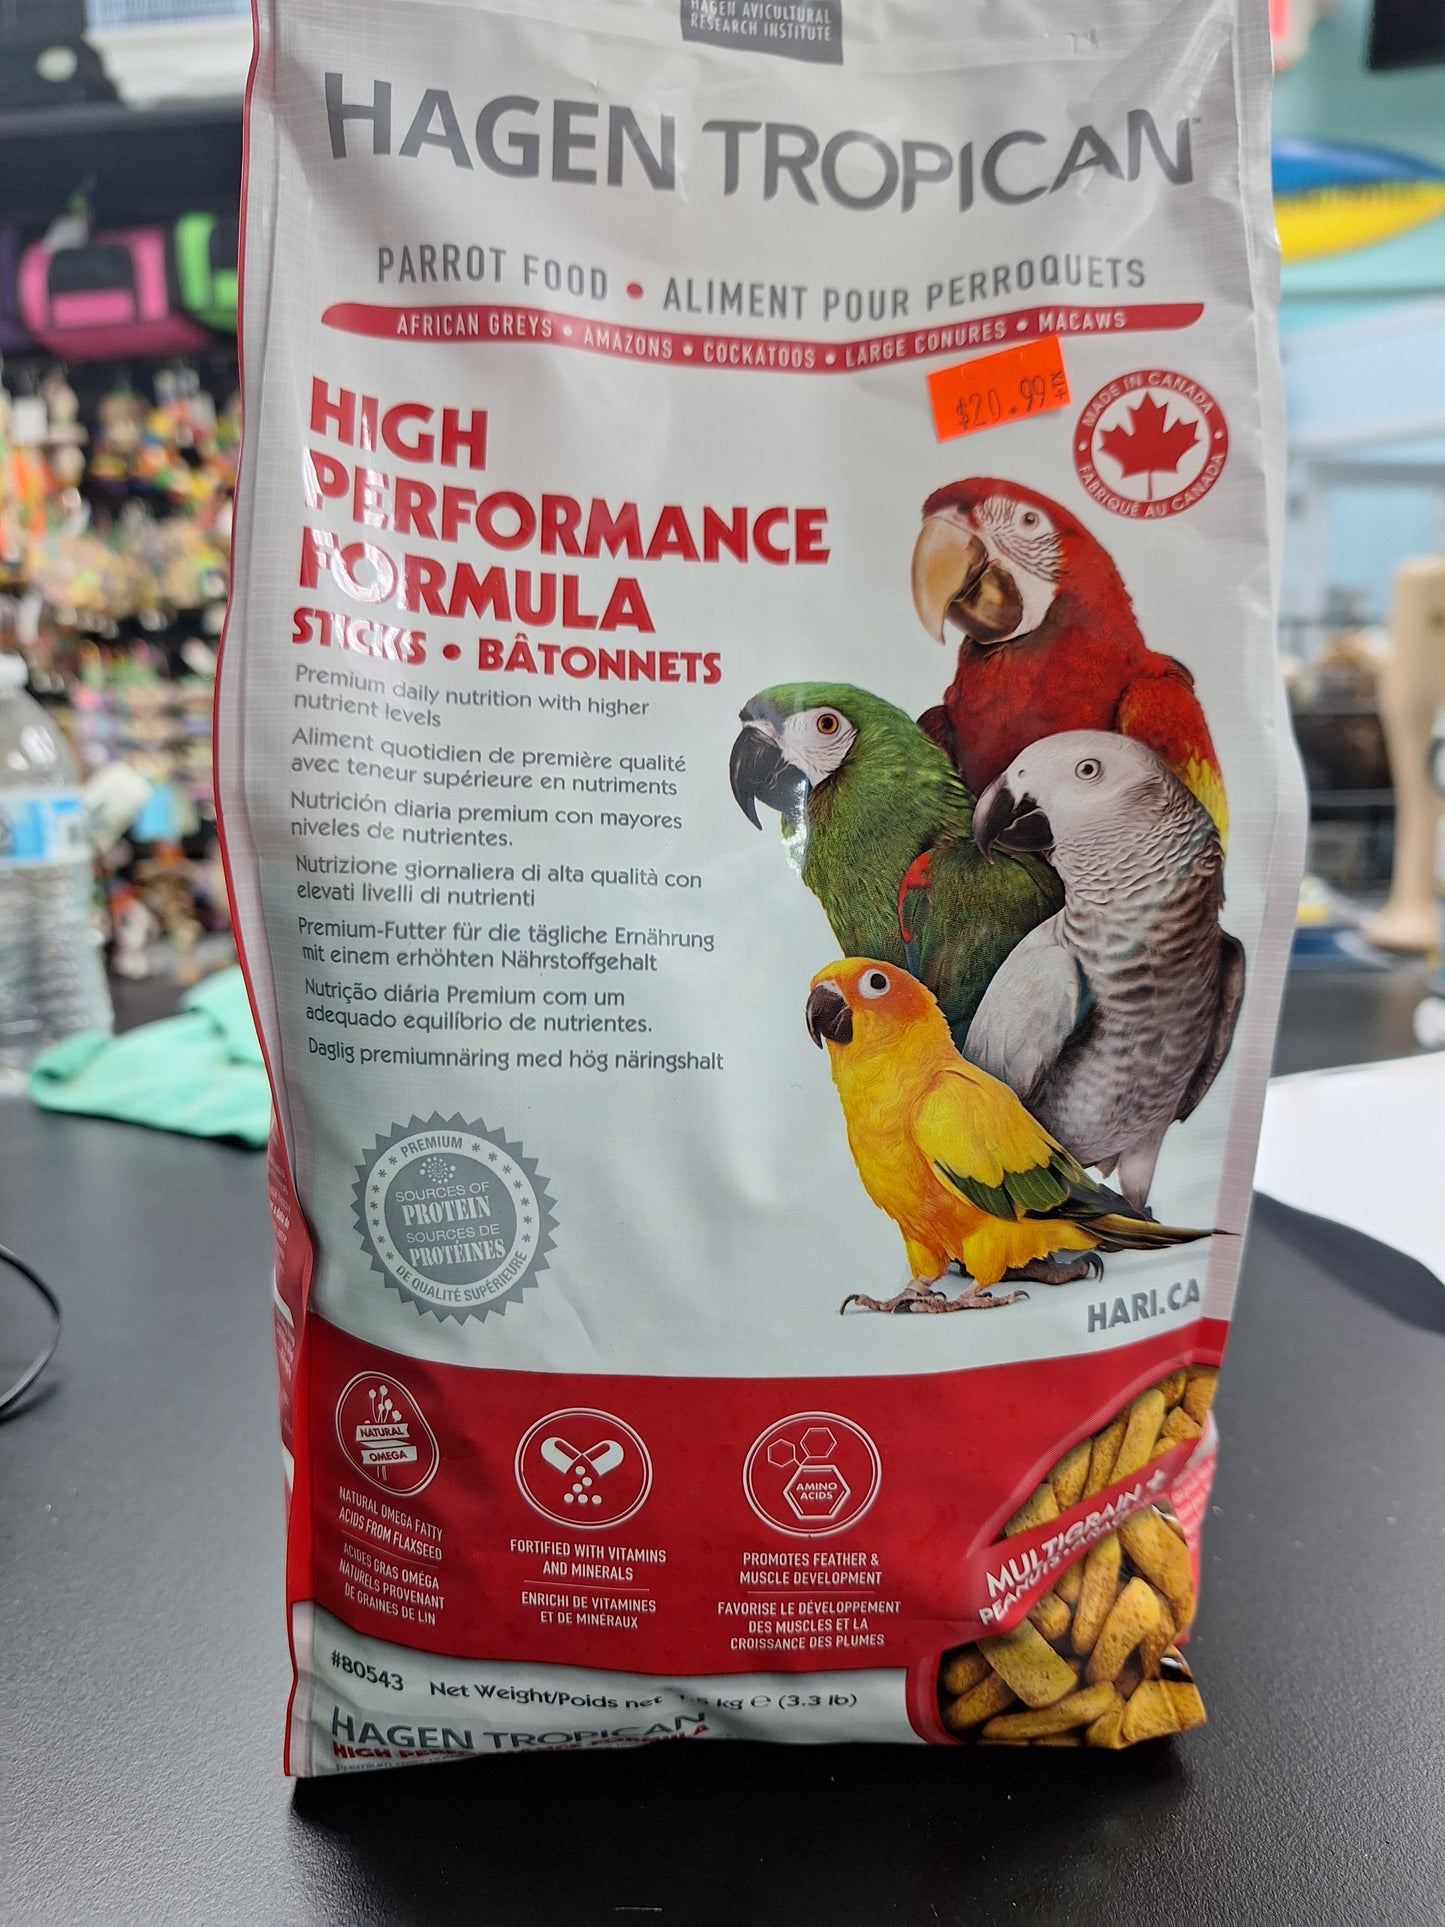 HAGEN AVICULTURAL
RESEARCH INSTITUTE
HAGEN TROPICAN™
PARROT FOOD • ALIMENT POUR PERROQUETS
AFRICAN GREYS • AMAZONS • COCKATOOS • LARGE CONURES • MACAWS
$20.99
+TX
MADE IN CANADA
FABRIQUÉ AU CANADA
HIGH
PERFORMANCE
FORMULA
STICKS • BÂTONNETS
Premium daily nutrition with higher
nutrient levels
Aliment quotidien de première qualité
avec teneur supérieure en nutriments
Nutrición diaria premium con mayores
niveles de nutrientes.
Nutrizione giornaliera di alta qualità con
elevati livelli di nutrienti
Premium-Futter für die tägliche Ernährung
mit einem erhöhten Nährstoffgehalt
Nutrição diária Premium com um
adequado equilíbrio de nutrientes.
Daglig premiumnäring med hög näringshalt
PREMIUM
SOURCES OF
PROTEIN
SOURCES DE
PROTÉINES
DE QUALITÉ SUPÉRIEURE
HARI.CA
NATURAL
OMEGA
NATURAL OMEGA FATTY
ACIDS FROM FLAXSEED
ACIDES GRAS OMÉGA
NATURELS PROVENANT
DE GRAINES DE LIN
FORTIFIED WITH VITAMINS
AND MINERALS
ENRICHI DE VITAMINES
ET DE MINÉRAUX
AMINO
ACIDS
PROMOTES FEATHER &
MUSCLE DEVELOPMENT
FAVORISE LE DÉVELOPPEMENT
DES MUSCLES ET LA
CROISSANCE DES PLUMES
MULTIGRAIN +
#80543 Net Weight/Poids net kg ℮ (3.3 lb)
HAGEN TROPICAN
HIGH PERFORMANCE FORMULA